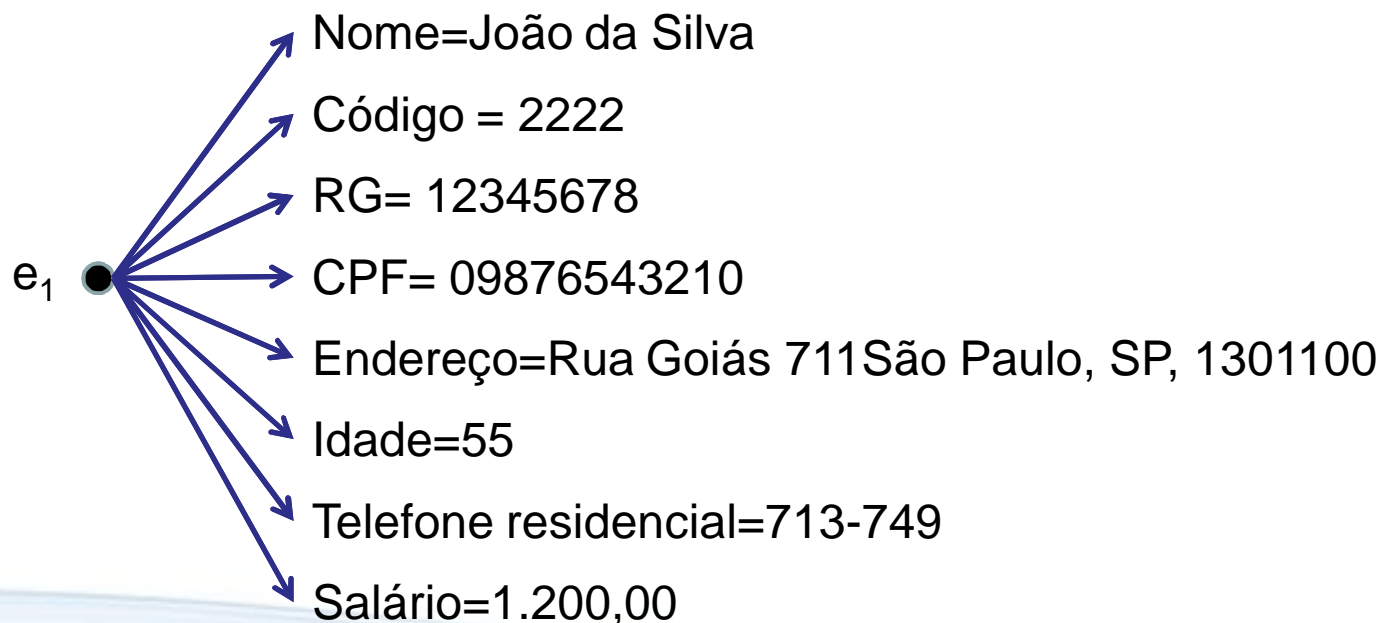 Nome=João da Silva
Código = 2222
RG= 12345678
e1 CPF= 09876543210
Endereço=Rua Goiás 711São Paulo, SP, 1301100
Idade=55
Telefone residencial=713-749
Salário=1.200,00